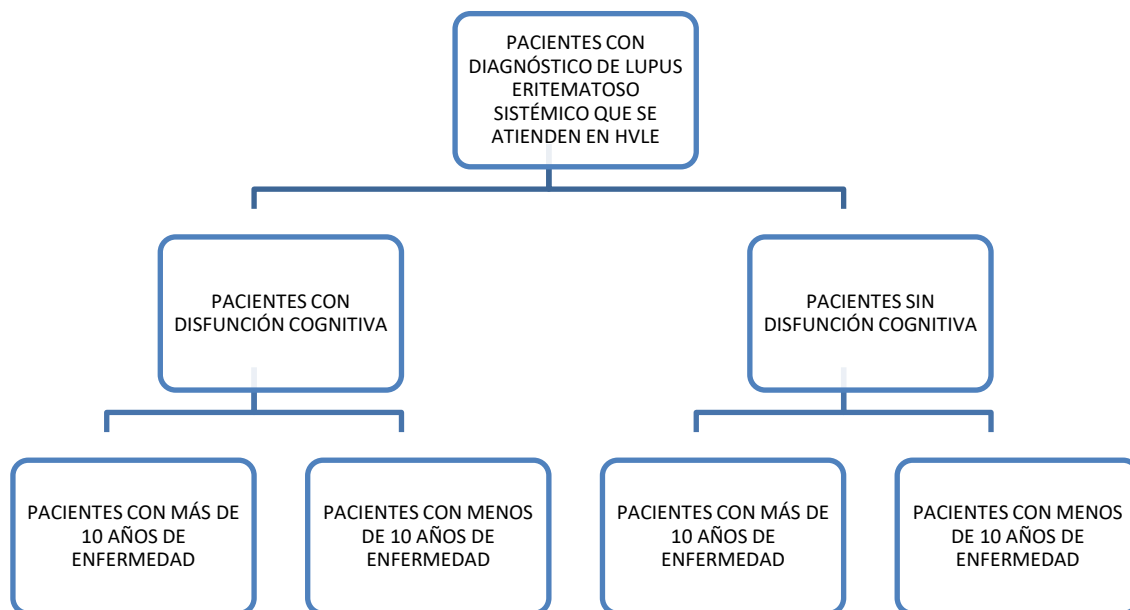 PACIENTES CON
DIAGNÓSTICO DE LUPUS
ERITEMATOSO
SISTÉMICO QUE SE
ATIENDEN EN HVLE
PACIENTES CON
DISFUNCIÓN COGNITIVA
PACIENTES SIN
DISFUNCIÓN COGNITIVA
PACIENTES CON MÁS DE
10 AÑOS DE
ENFERMEDAD
PACIENTES CON MENOS
DE 10 AÑOS DE
ENFERMEDAD
PACIENTES CON MÁS DE
10 AÑOS DE
ENFERMEDAD
PACIENTES CON MENOS
DE 10 AÑOS DE
ENFERMEDAD